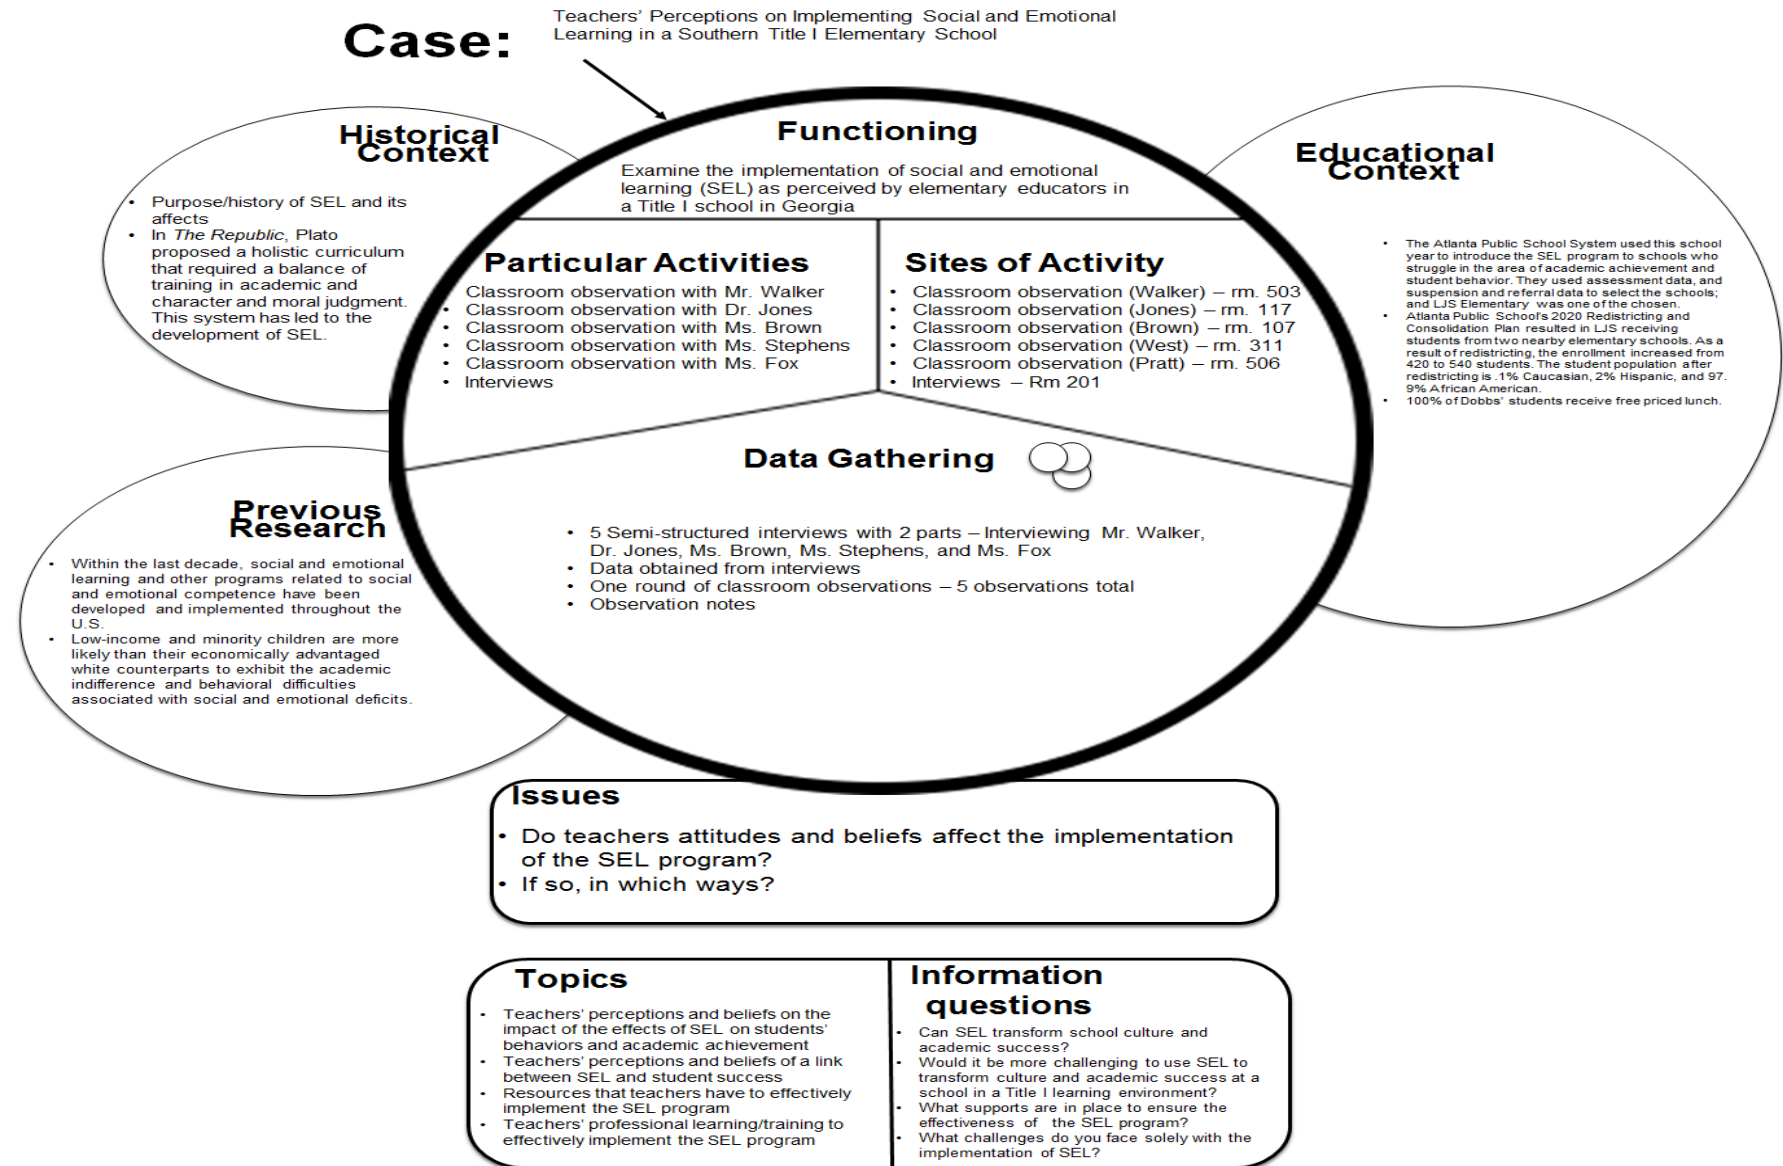 Case:
Teachers' Perceptions on Implementing Social and Emotional
Learning in a Southern Title I Elementary School
Functioning
Examine the implementation of social and emotional
learning (SEL) as perceived by elementary educators in
a Title I school in Georgia
Historical
Context
• Purpose/history of SEL and its
affects
• In The Republic, Plato
proposed a holistic curriculum
that required a balance of
training in academic and
character and moral judgment.
This system has led to the
development of SEL.
Particular Activities
Classroom observation with Mr. Walker
• Classroom observation with Dr. Jones
• Classroom observation with Ms. Brown
• Classroom observation with Ms. Stephens
• Classroom observation with Ms. Fox
• Interviews
Sites of Activity
• Classroom observation (Walker) – rm. 503
• Classroom observation (Jones) – rm. 117
• Classroom observation (Brown) – rm. 107
• Classroom observation (West) – rm. 311
• Classroom observation (Pratt) – rm. 506
• Interviews – Rm 201
Educational
Context
• The Atlanta Public School System used this school
year to introduce the SEL program to schools who
struggle in the area of academic achievement and
student behavior. They used assessment data, and
suspension and referral data to select the schools;
and LJS Elementary was one of the chosen.
• Atlanta Public School's 2020 Redistricting and
Consolidation Plan resulted in LJS receiving
students from two nearby elementary schools. As a
result of redistricting, the enrollment increased from
420 to 540 students. The student population after
redistricting is .1% Caucasian, 2% Hispanic, and 97.
9% African American.
• 100% of Dobbs' students receive free priced lunch.
Previous
Research
• Within the last decade, social and emotional
learning and other programs related to social
and emotional competence have been
developed and implemented throughout the
U.S.
• Low-income and minority children are more
likely than their economically advantaged
white counterparts to exhibit the academic
indifference and behavioral difficulties
associated with social and emotional deficits.
Data Gathering
• 5 Semi-structured interviews with 2 parts – Interviewing Mr. Walker,
Dr. Jones, Ms. Brown, Ms. Stephens, and Ms. Fox
• Data obtained from interviews
• One round of classroom observations – 5 observations total
• Observation notes
Issues
• Do teachers attitudes and beliefs affect the implementation
of the SEL program?
• If so, in which ways?
Topics
• Teachers' perceptions and beliefs on the
impact of the effects of SEL on students'
behaviors and academic achievement
• Teachers' perceptions and beliefs of a link
between SEL and student success
• Resources that teachers have to effectively
implement the SEL program
• Teachers' professional learning/training to
effectively implement the SEL program
Information
questions
• Can SEL transform school culture and
academic success?
• Would it be more challenging to use SEL to
transform culture and academic success at a
school in a Title I learning environment?
• What supports are in place to ensure the
effectiveness of the SEL program?
• What challenges do you face solely with the
implementation of SEL?